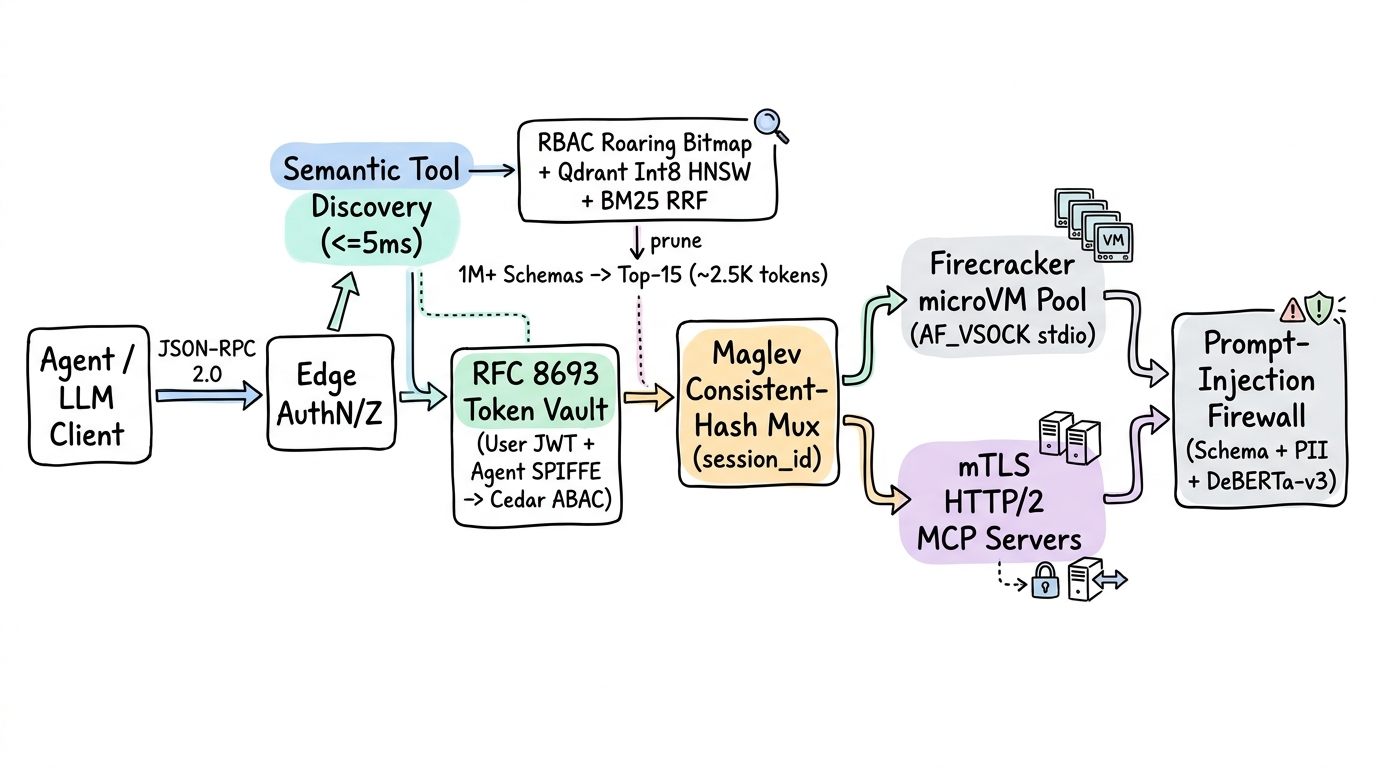 Semantic Tool
Discovery
(<=5ms)
RBAC Roaring Bitmap
+ Qdrant Int8 HNSW
+ BM25 RRF
prune
1M+ Schemas -> Top-15 (~2.5K tokens)
Agent /
LLM
Client
JSON-RPC
2.0
Edge
AuthN/Z
RFC 8693
Token Vault
(User JWT +
Agent SPIFFE
-> Cedar ABAC)
Maglev
Consistent-
Hash Mux
(session_id)
VM
Firecracker
microVM Pool
(AF_VSOCK stdio)
mTLS
HTTP/2
MCP Servers
Prompt-
Injection
Firewall
(Schema + PII
+ DeBERTa-v3)